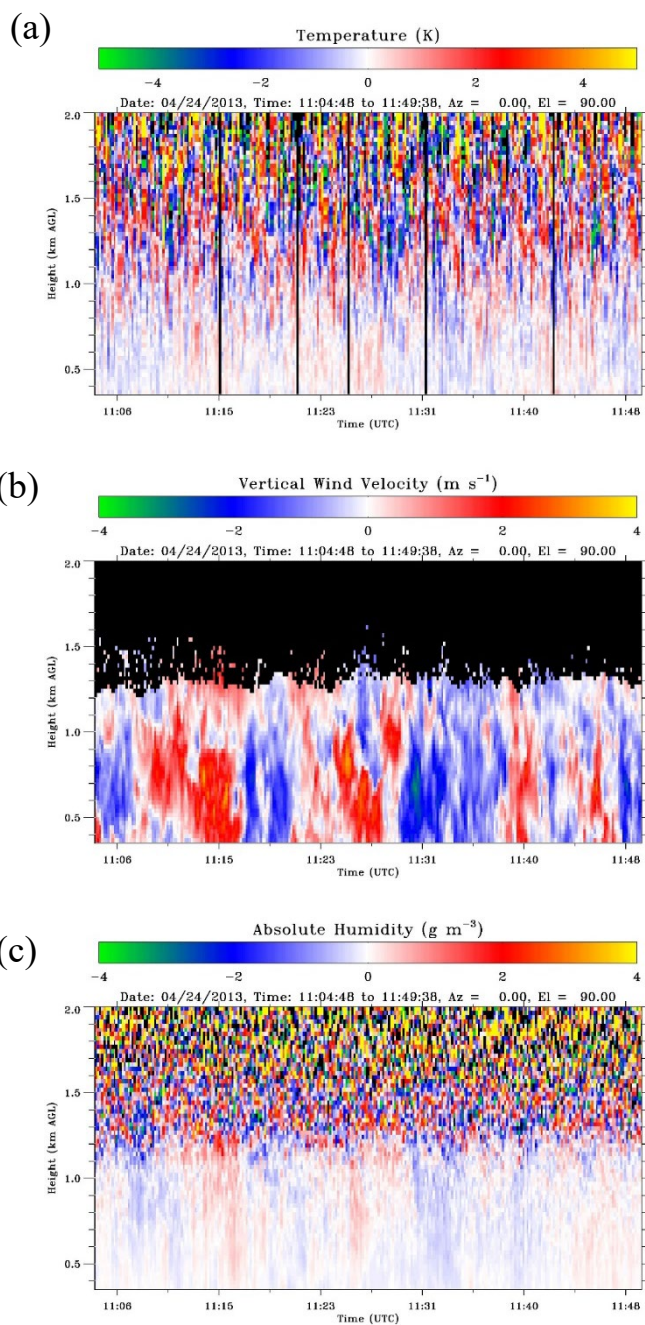 (a)
Temperature (K)
−4 −2 0 2 4
Date: 04/24/2013, Time: 11:04:48 to 11:49:38, Az = 0.00, El = 90.00
Height (km AGL)
2.0
1.5
1.0
0.5
11:06 11:15 11:23 11:31 11:40 11:48
Time (UTC)
(b)
Vertical Wind Velocity (m s⁻¹)
−4 −2 0 2 4
Date: 04/24/2013, Time: 11:04:48 to 11:49:38, Az = 0.00, El = 90.00
Height (km AGL)
2.0
1.5
1.0
0.5
11:06 11:15 11:23 11:31 11:40 11:48
Time (UTC)
(c)
Absolute Humidity (g m⁻³)
−4 −2 0 2 4
Date: 04/24/2013, Time: 11:04:48 to 11:49:38, Az = 0.00, El = 90.00
Height (km AGL)
2.0
1.5
1.0
0.5
11:06 11:15 11:23 11:31 11:40 11:48
Time (UTC)